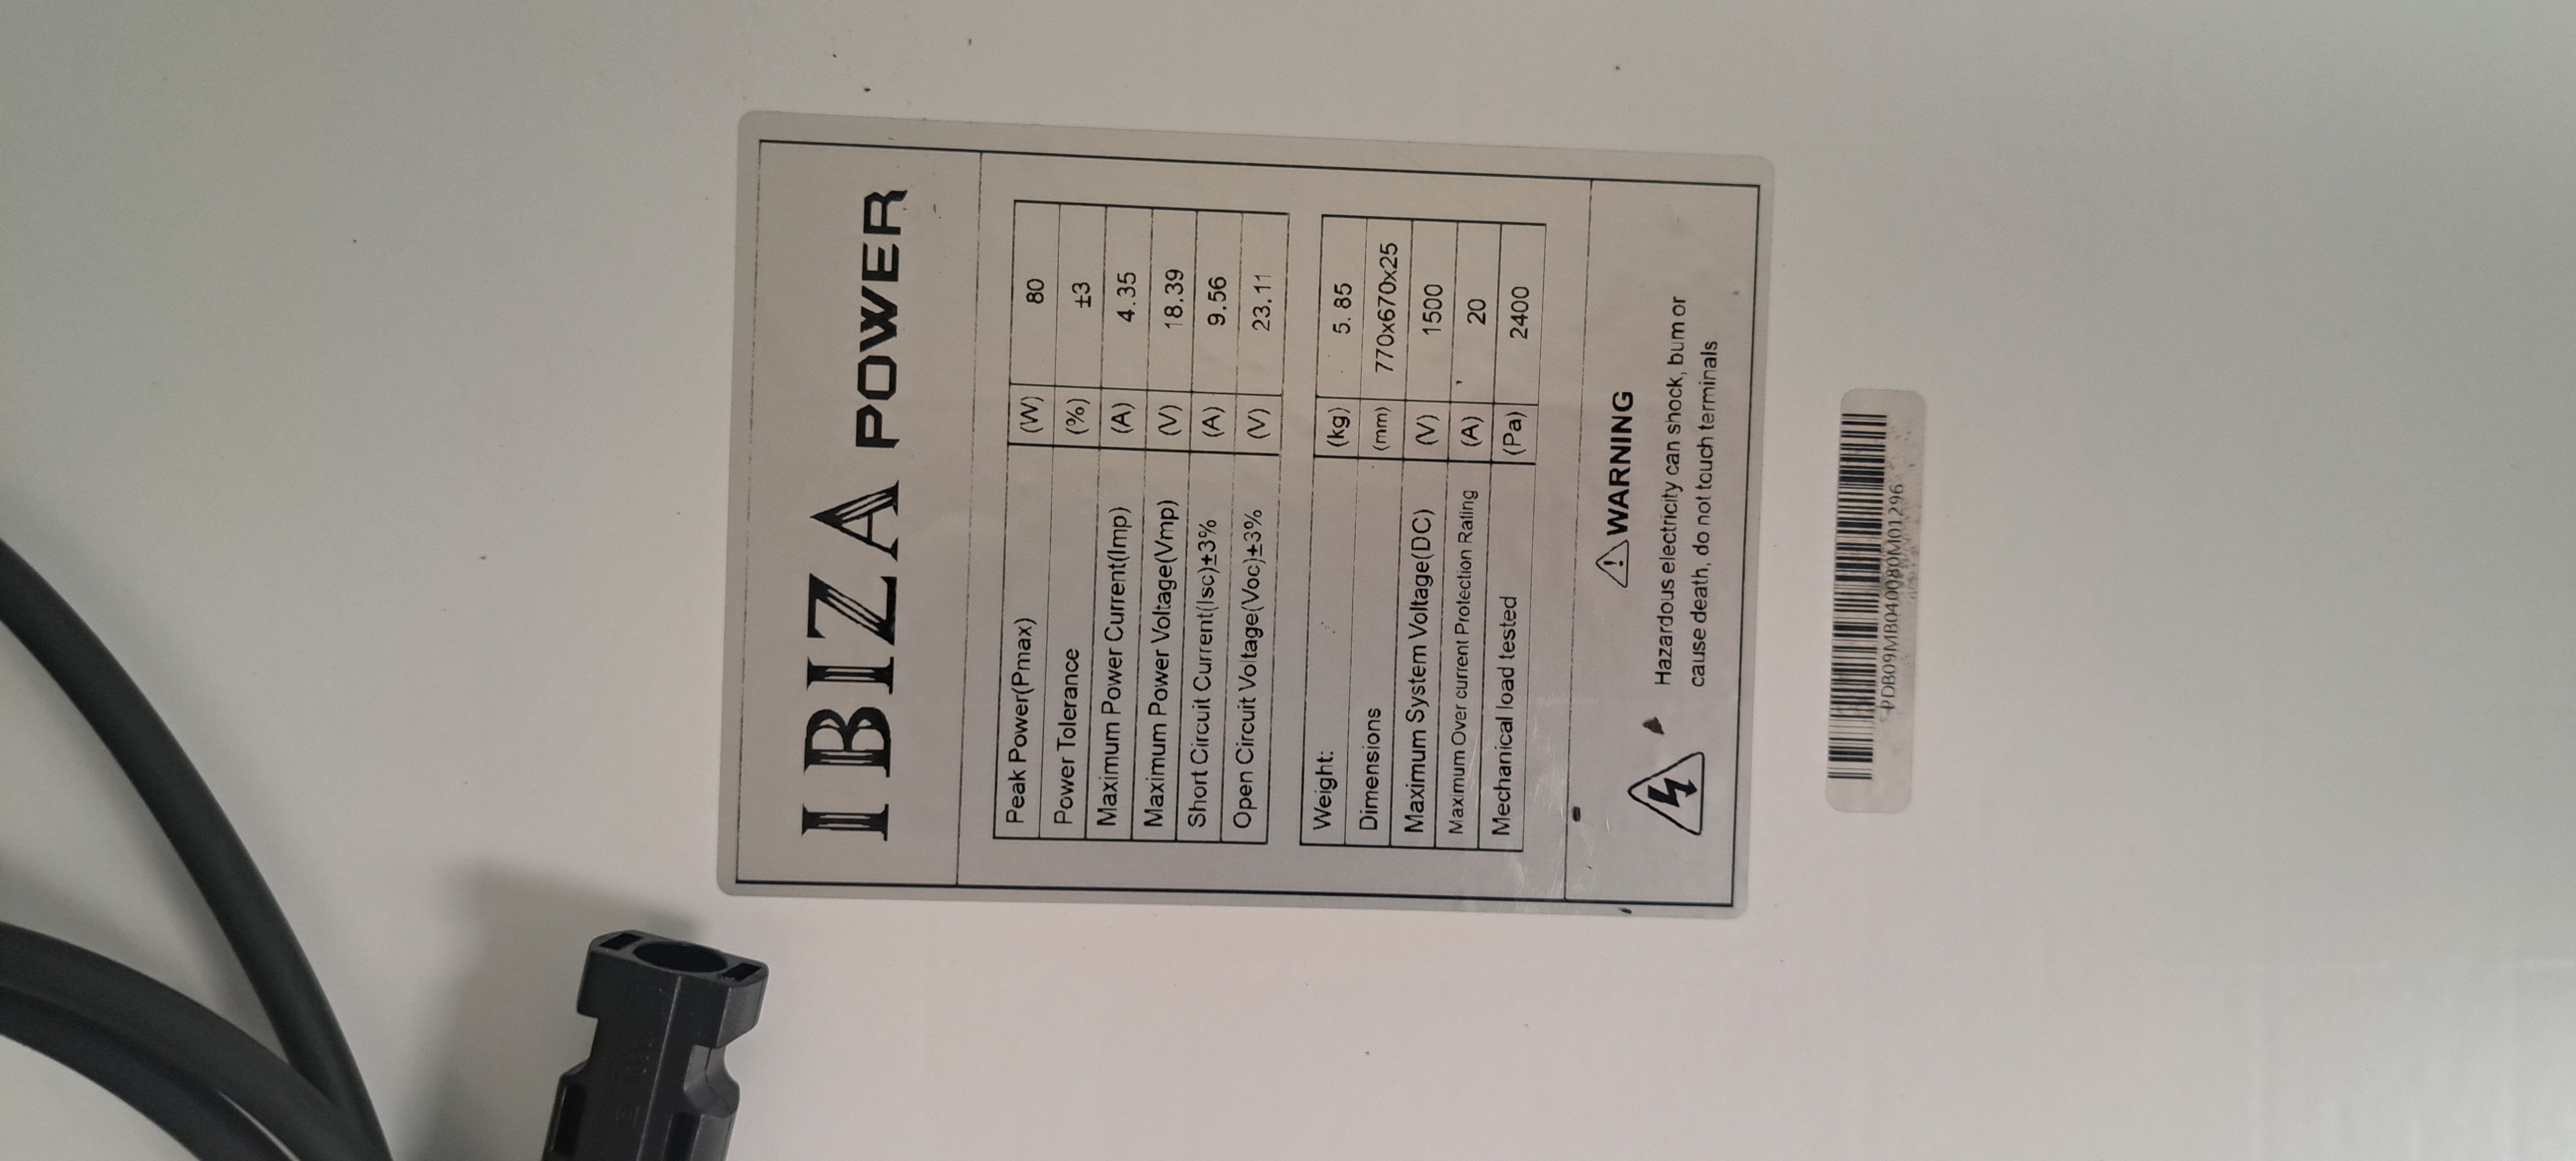 IBIZA POWER
Peak Power(Pmax) (W) 80
Power Tolerance (%) ±3
Maximum Power Current(Imp) (A) 4.35
Maximum Power Voltage(Vmp) (V) 18.39
Short Circuit Current(Isc)±3% (A) 9.56
Open Circuit Voltage(Voc)±3% (V) 23.11
Weight: (kg) 5.85
Dimensions (mm) 770x670x25
Maximum System Voltage(DC) (V) 1500
Maximum Over current Protection Rating (A) 20
Mechanical load tested (Pa) 2400
WARNING
Hazardous electricity can shock, bum or
cause death, do not touch terminals
PDB09MB040080M01296